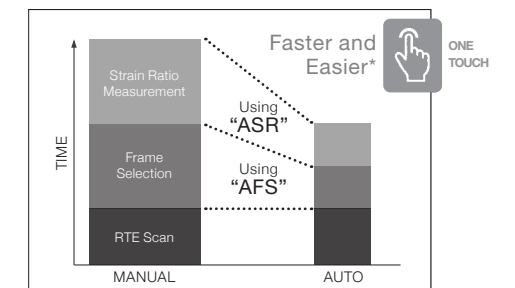 Faster and
Easier*
ONE
TOUCH
Strain Ratio
Measurement
Using
“ASR”
Frame
Selection
Using
“AFS”
RTE Scan
TIME
MANUAL
AUTO